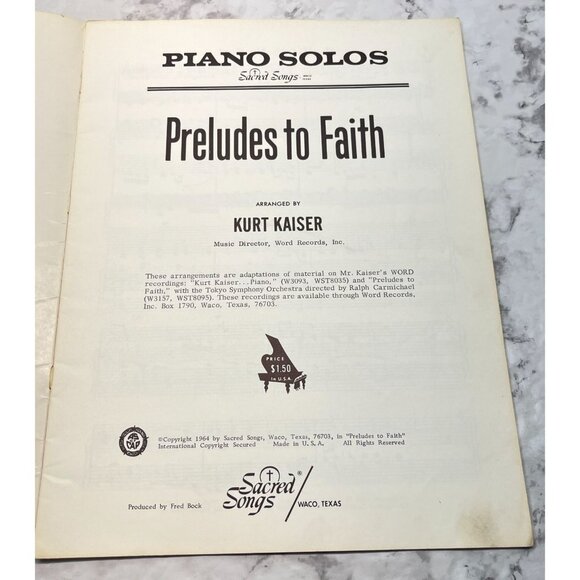 PIANO SOLOS
Sacred Songs WACO TEXAS
Preludes to Faith
ARRANGED BY
KURT KAISER
Music Director, Word Records, Inc.
These arrangements are adaptations of material on Mr. Kaiser's WORD
recordings: "Kurt Kaiser...Piano," (W3093, WST8035) and "Preludes to
Faith," with the Tokyo Symphony Orchestra directed by Ralph Carmichael
(W3157, WST8095). These recordings are available through Word Records,
Inc. Box 1790, Waco, Texas, 76703.
PRICE
$1.50
in U.S.A.
©Copyright 1964 by Sacred Songs, Waco, Texas, 76703, in "Preludes to Faith"
International Copyright Secured Made in U. S. A. All Rights Reserved
Produced by Fred Bock
Sacred Songs® / WACO, TEXAS